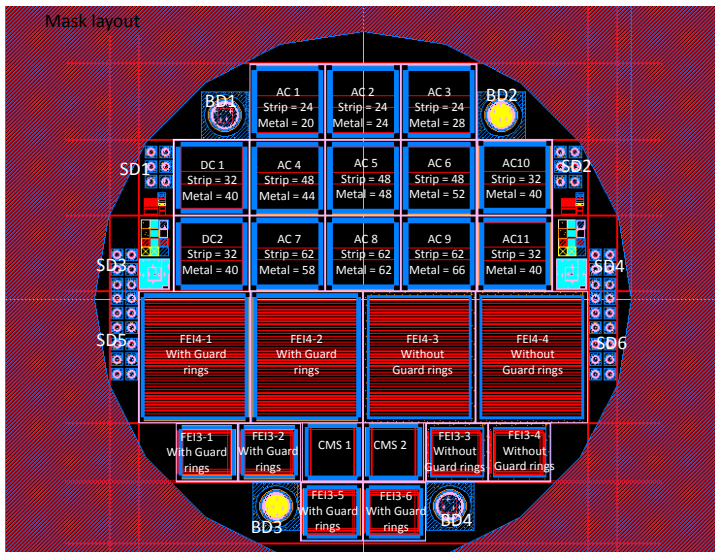 Mask layout
BD1
AC 1
Strip = 24
Metal = 20
AC 2
Strip = 24
Metal = 24
AC 3
Strip = 24
Metal = 28
BD2
SD1
DC 1
Strip = 32
Metal = 40
AC 4
Strip = 48
Metal = 44
AC 5
Strip = 48
Metal = 48
AC 6
Strip = 48
Metal = 52
AC10
Strip = 32
Metal = 40
SD2
SD3
DC2
Strip = 32
Metal = 40
AC 7
Strip = 62
Metal = 58
AC 8
Strip = 62
Metal = 62
AC 9
Strip = 62
Metal = 66
AC11
Strip = 32
Metal = 40
SD4
SD5
FEI4-1
With Guard
rings
FEI4-2
With Guard
rings
FEI4-3
Without
Guard rings
FEI4-4
Without
Guard rings
SD6
FEI3-1
With Guard
rings
FEI3-2
With Guard
rings
CMS 1
CMS 2
FEI3-3
Without
Guard rings
FEI3-4
Without
Guard rings
BD3
FEI3-5
With Guard
rings
FEI3-6
With Guard
rings
BD4